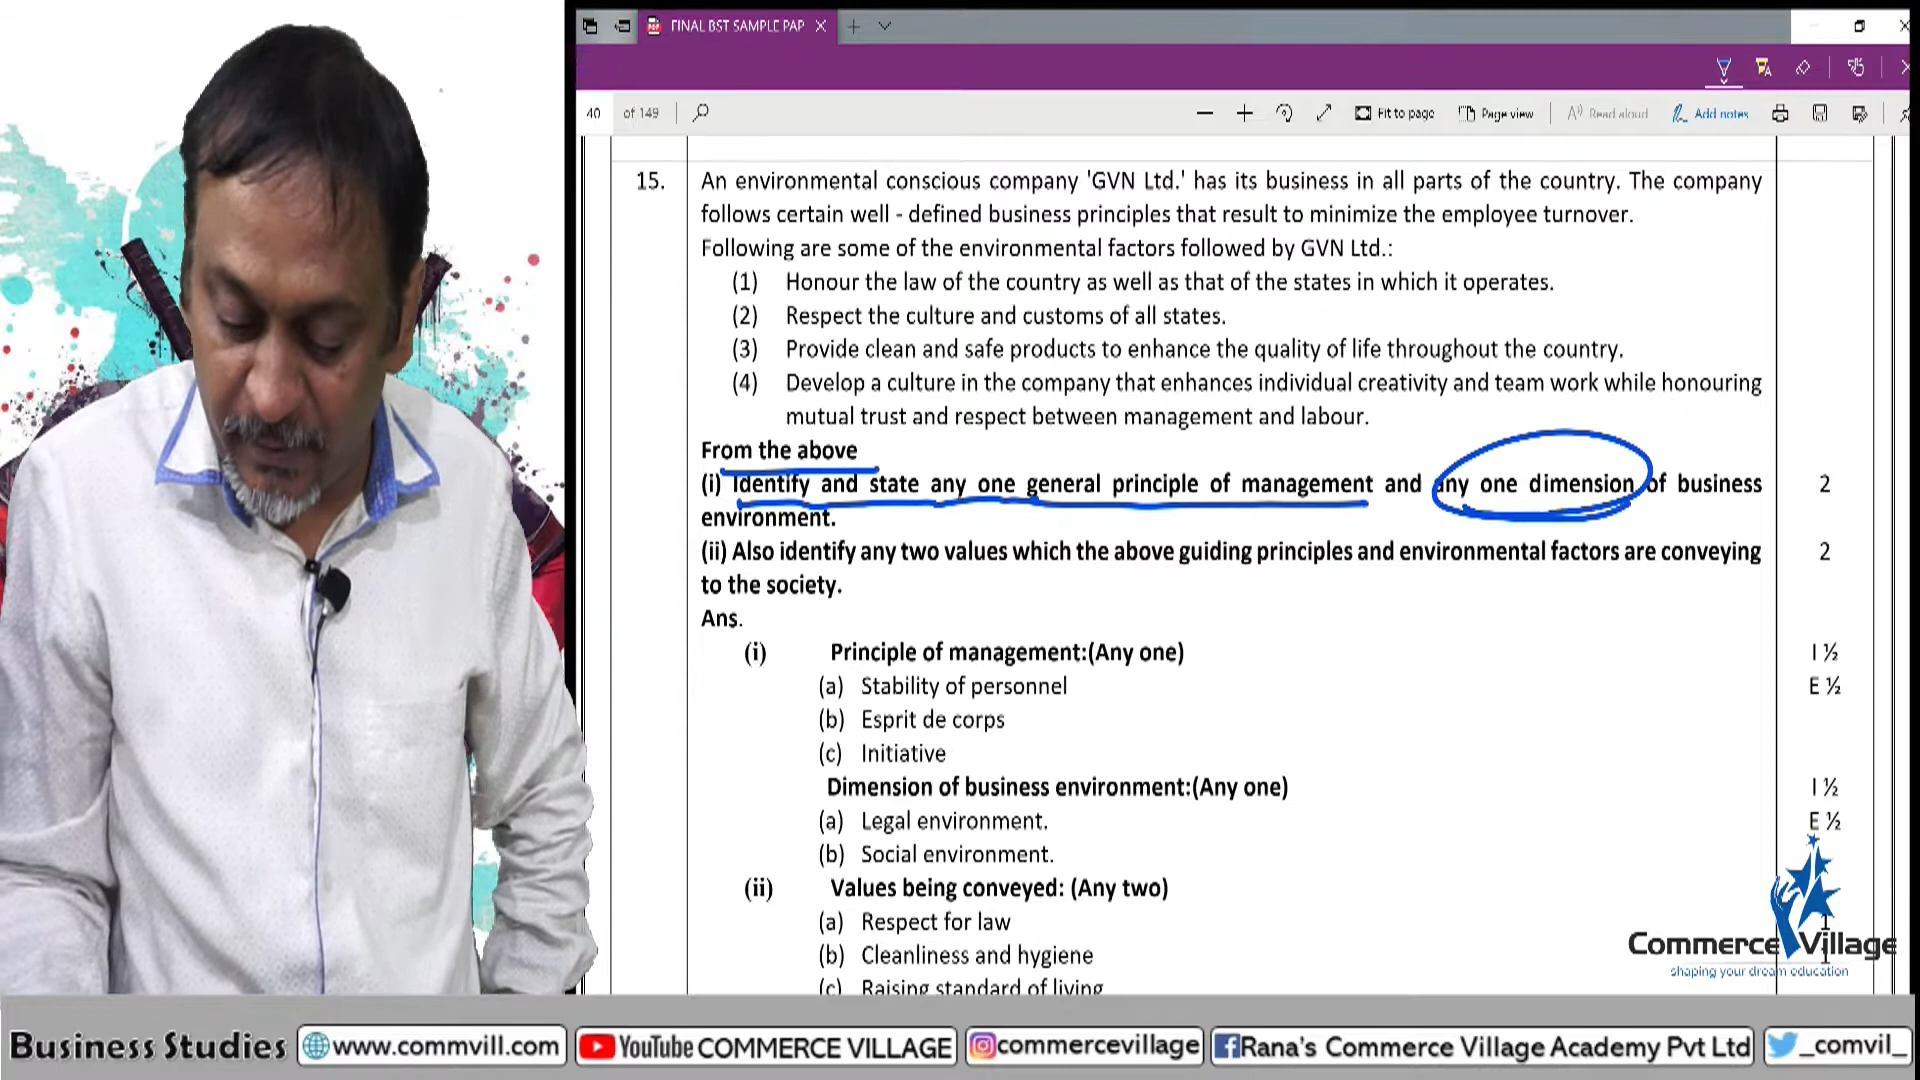 FINAL BST SAMPLE PAP
40 of 149
Fit to page
Page view
Read aloud
Add notes
15. An environmental conscious company 'GVN Ltd.' has its business in all parts of the country. The company
follows certain well - defined business principles that result to minimize the employee turnover.
Following are some of the environmental factors followed by GVN Ltd.:
(1) Honour the law of the country as well as that of the states in which it operates.
(2) Respect the culture and customs of all states.
(3) Provide clean and safe products to enhance the quality of life throughout the country.
(4) Develop a culture in the company that enhances individual creativity and team work while honouring
mutual trust and respect between management and labour.
From the above
(i) Identify and state any one general principle of management and any one dimension of business 2
environment.
(ii) Also identify any two values which the above guiding principles and environmental factors are conveying 2
to the society.
Ans.
(i) Principle of management:(Any one) I ½
(a) Stability of personnel E ½
(b) Esprit de corps
(c) Initiative
Dimension of business environment:(Any one) I ½
(a) Legal environment. E ½
(b) Social environment.
(ii) Values being conveyed: (Any two)
(a) Respect for law 1
(b) Cleanliness and hygiene 1
(c) Raising standard of living
Commerce Village
shaping your dream education
Business Studies
www.commvill.com
YouTube COMMERCE VILLAGE
commercevillage
Rana's Commerce Village Academy Pvt Ltd
_comvil_